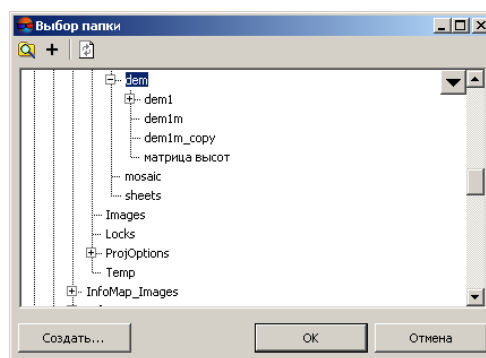 Выбор папки
dem
dem1
dem1m
dem1m_copy
матрица высот
mosaic
sheets
Images
Locks
ProjOptions
Temp
InfoMap_Images
Создать...
OK
Отмена